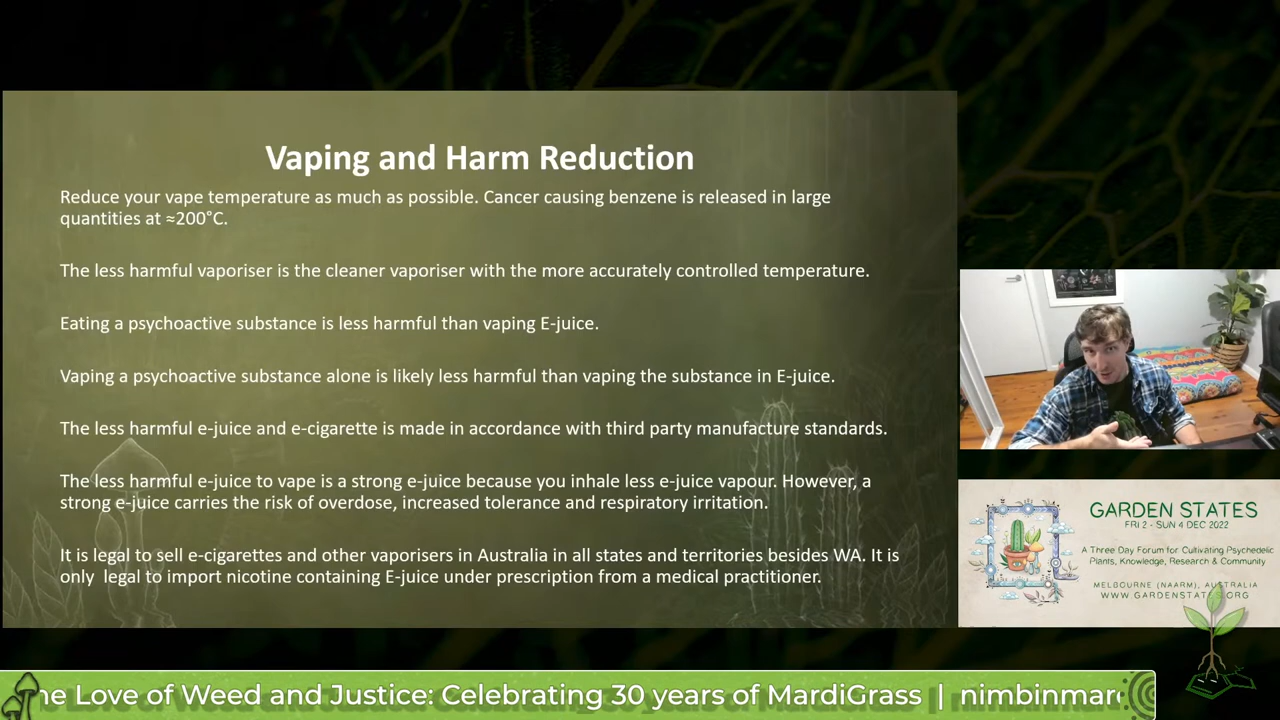 Vaping and Harm Reduction
Reduce your vape temperature as much as possible. Cancer causing benzene is released in large
quantities at ≈200°C.
The less harmful vaporiser is the cleaner vaporiser with the more accurately controlled temperature.
Eating a psychoactive substance is less harmful than vaping E-juice.
Vaping a psychoactive substance alone is likely less harmful than vaping the substance in E-juice.
The less harmful e-juice and e-cigarette is made in accordance with third party manufacture standards.
The less harmful e-juice to vape is a strong e-juice because you inhale less e-juice vapour. However, a
strong e-juice carries the risk of overdose, increased tolerance and respiratory irritation.
It is legal to sell e-cigarettes and other vaporisers in Australia in all states and territories besides WA. It is
only legal to import nicotine containing E-juice under prescription from a medical practitioner.
GARDEN STATES
FRI 2 - SUN 4 DEC 2022
A Three Day Forum for Cultivating Psychedelic
Plants, Knowledge, Research & Community
MELBOURNE (NAARM), AUSTRALIA
WWW.GARDENSTATES.ORG
he Love of Weed and Justice: Celebrating 30 years of MardiGrass | nimbinmar